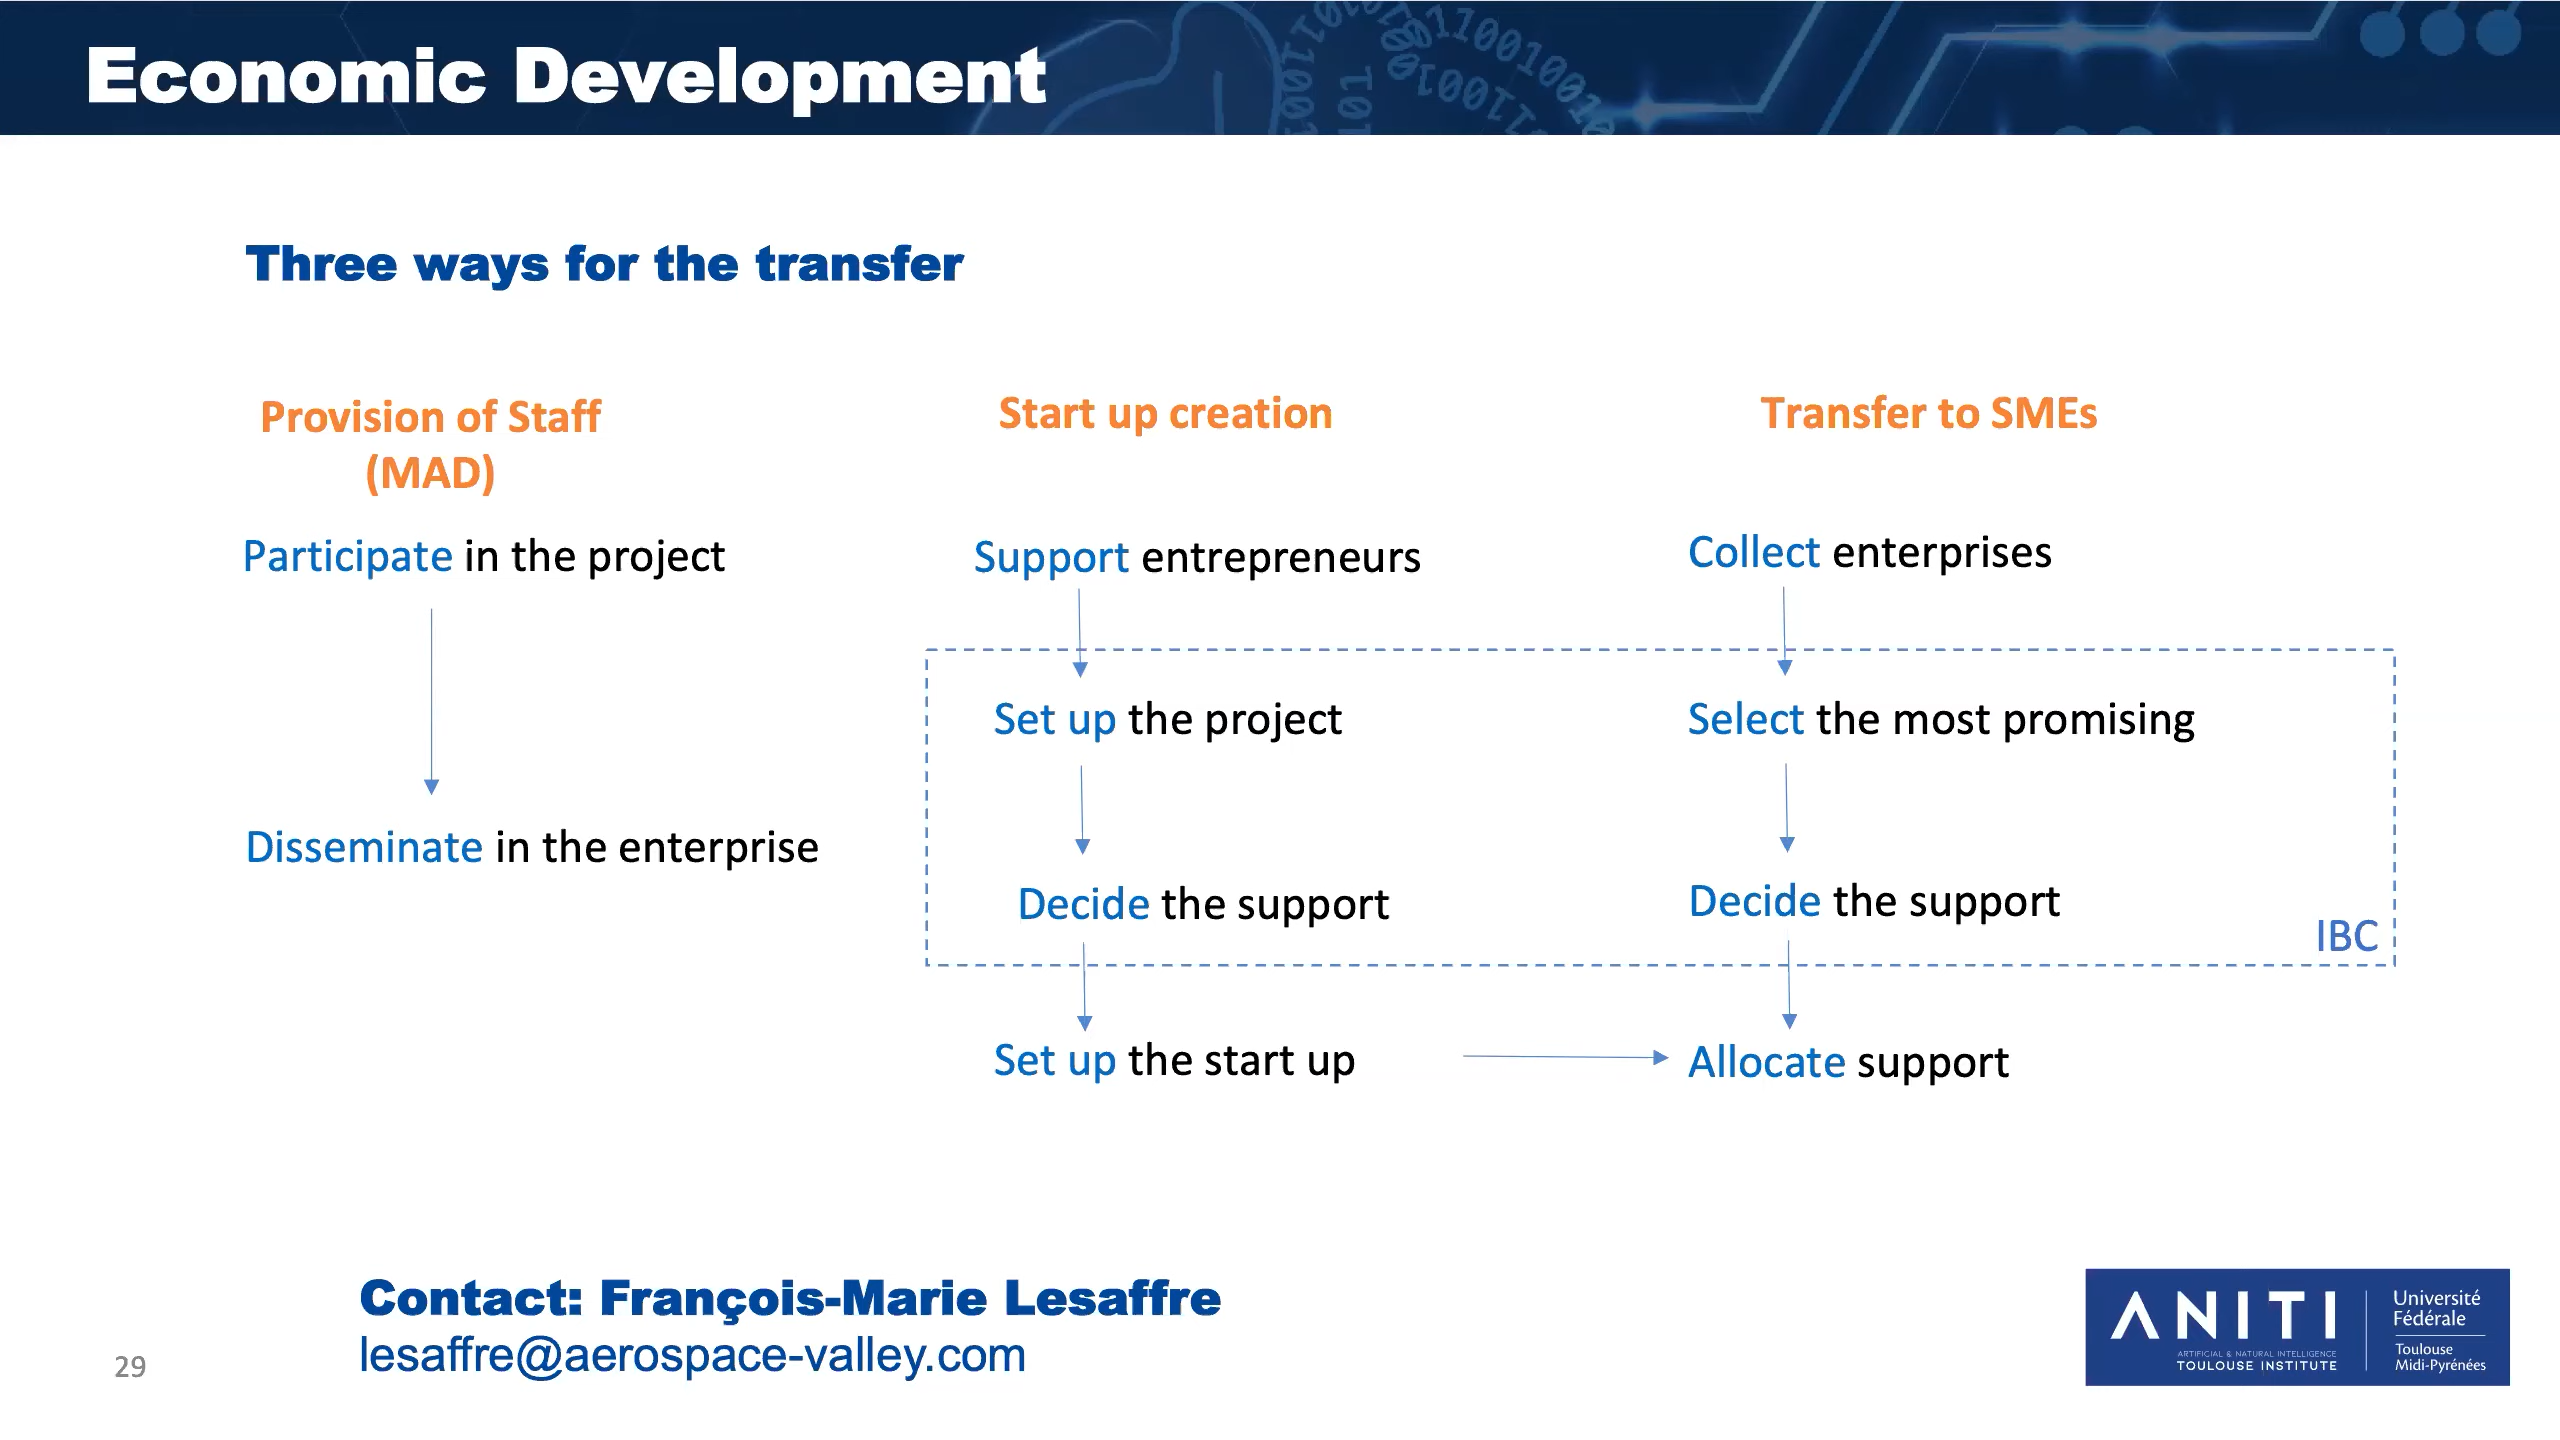 Economic Development
Three ways for the transfer
Provision of Staff
(MAD)
Participate in the project
Disseminate in the enterprise
Start up creation
Support entrepreneurs
Set up the project
Decide the support
Set up the start up
Transfer to SMEs
Collect enterprises
Select the most promising
Decide the support
IBC
Allocate support
Contact: François-Marie Lesaffre
lesaffre@aerospace-valley.com
29
ANITI
ARTIFICIAL & NATURAL INTELLIGENCE
TOULOUSE INSTITUTE
Université
Fédérale
Toulouse
Midi-Pyrénées